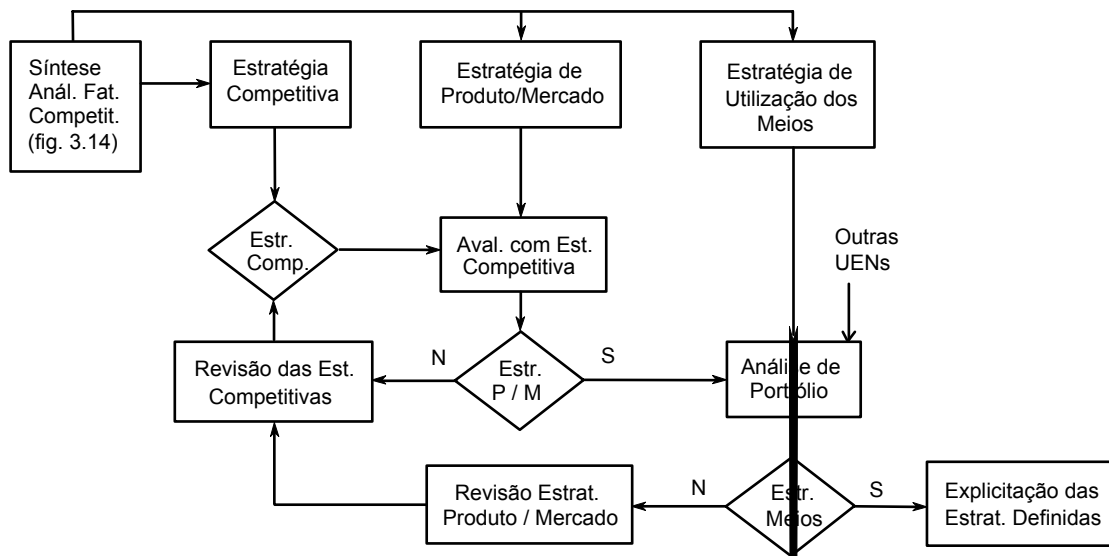 Síntese
Anál. Fat.
Competit.
(fig. 3.14)
Estratégia
Competitiva
Estratégia de
Produto/Mercado
Estratégia de
Utilização dos
Meios
Estr.
Comp.
Aval. com Est.
Competitiva
Outras
UENs
Revisão das Est.
Competitivas
N
Estr.
P / M
S
Análise de
Portfólio
Revisão Estrat.
Produto / Mercado
N
Estr.
Meios
S
Explicitação das
Estrat. Definidas